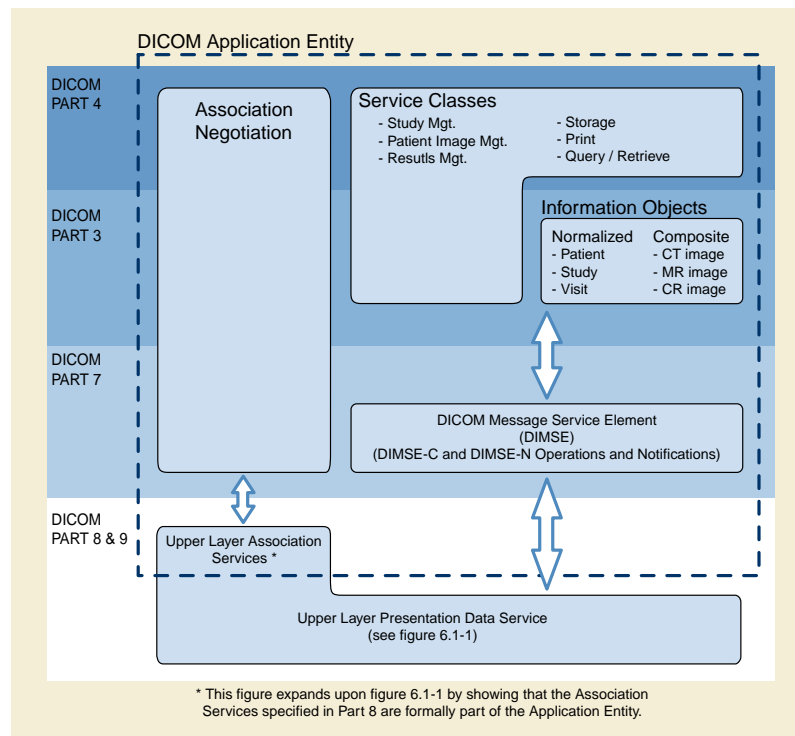 DICOM Application Entity
DICOM
PART 4
Association
Negotiation
Service Classes
- Study Mgt.
- Patient Image Mgt.
- Resutls Mgt.
- Storage
- Print
- Query / Retrieve
DICOM
PART 3
Information Objects
Normalized
- Patient
- Study
- Visit
Composite
- CT image
- MR image
- CR image
DICOM
PART 7
DICOM Message Service Element
(DIMSE)
(DIMSE-C and DIMSE-N Operations and Notifications)
DICOM
PART 8 & 9
Upper Layer Association
Services *
Upper Layer Presentation Data Service
(see figure 6.1-1)
* This figure expands upon figure 6.1-1 by showing that the Association
Services specified in Part 8 are formally part of the Application Entity.